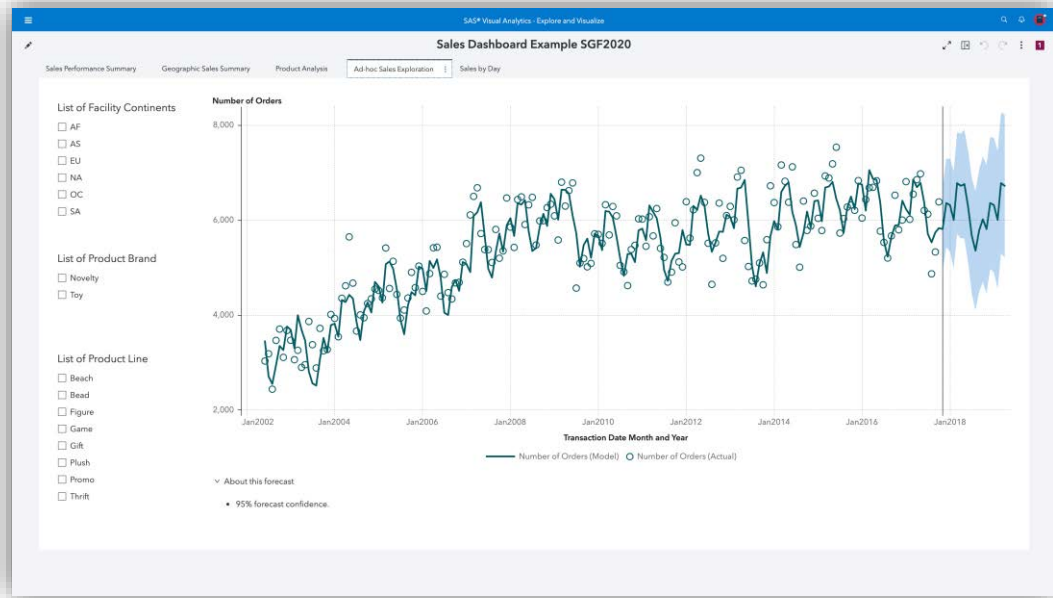 SAS® Visual Analytics - Explore and Visualize
Sales Dashboard Example SGF2020
1
Sales Performance Summary
Geographic Sales Summary
Product Analysis
Ad-hoc Sales Exploration
Sales by Day
List of Facility Continents
AF
AS
EU
NA
OC
SA
List of Product Brand
Novelty
Toy
List of Product Line
Beach
Bead
Figure
Game
Gift
Plush
Promo
Thrift
Number of Orders
8,000
6,000
4,000
2,000
Jan2002 Jan2004 Jan2006 Jan2008 Jan2010 Jan2012 Jan2014 Jan2016 Jan2018
Transaction Date Month and Year
Number of Orders (Model) Number of Orders (Actual)
About this forecast
• 95% forecast confidence.